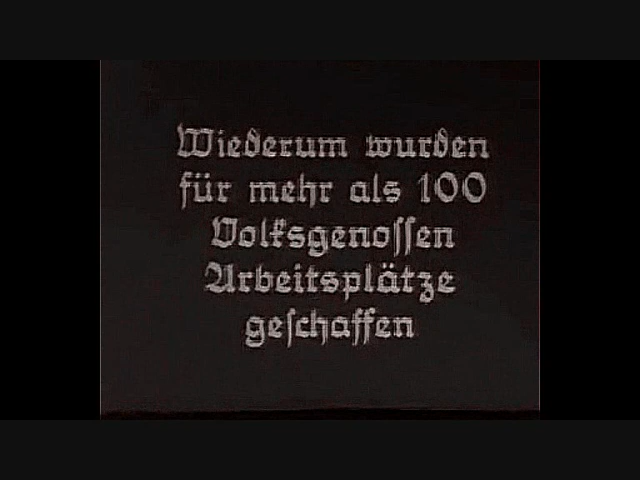 Wiederum wurden
für mehr als 100
Volksgenoſſen
Arbeitsplätze
geſchaffen